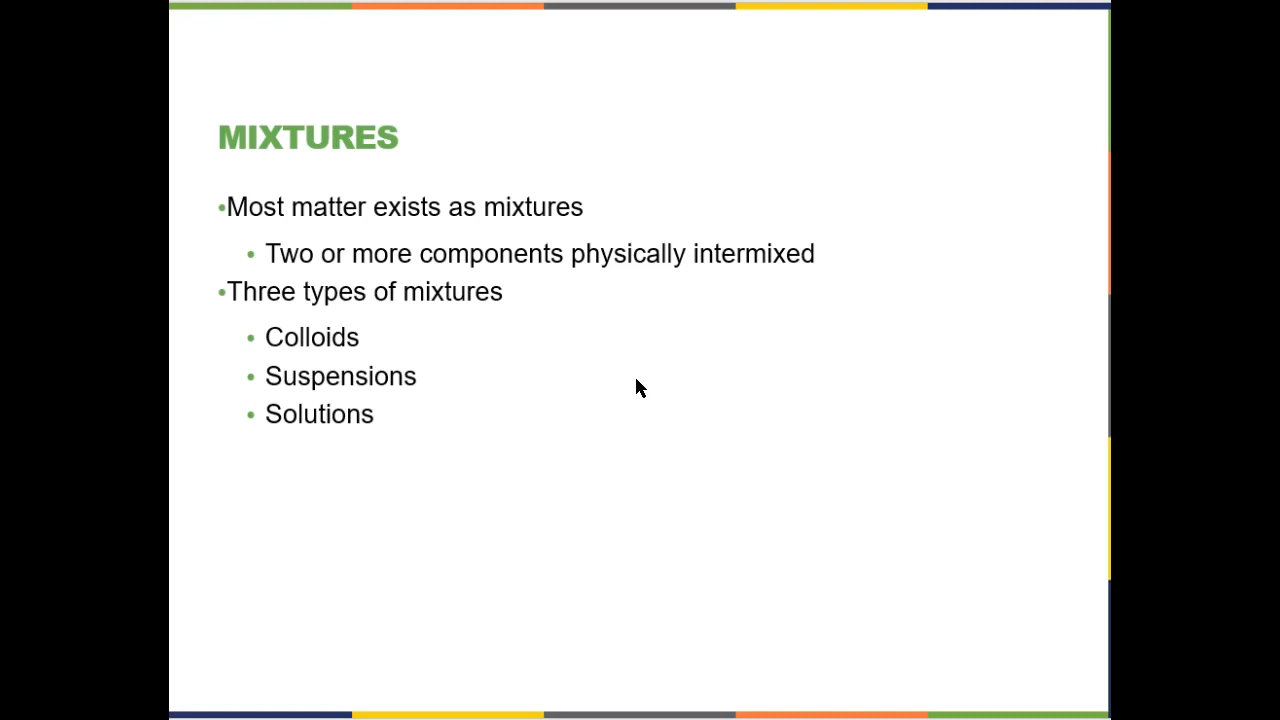 MIXTURES
•Most matter exists as mixtures
• Two or more components physically intermixed
•Three types of mixtures
• Colloids
• Suspensions
• Solutions